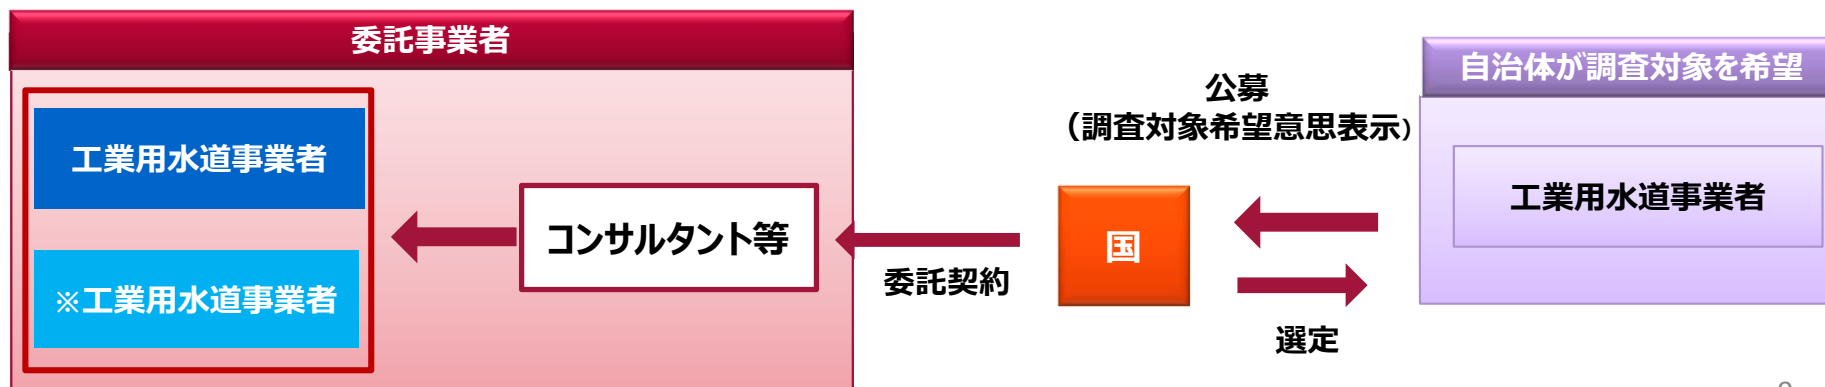 委託事業者
工業用水道事業者
※工業用水道事業者
コンサルタント等
委託契約
国
公募
（調査対象希望意思表示）
選定
自治体が調査対象を希望
工業用水道事業者